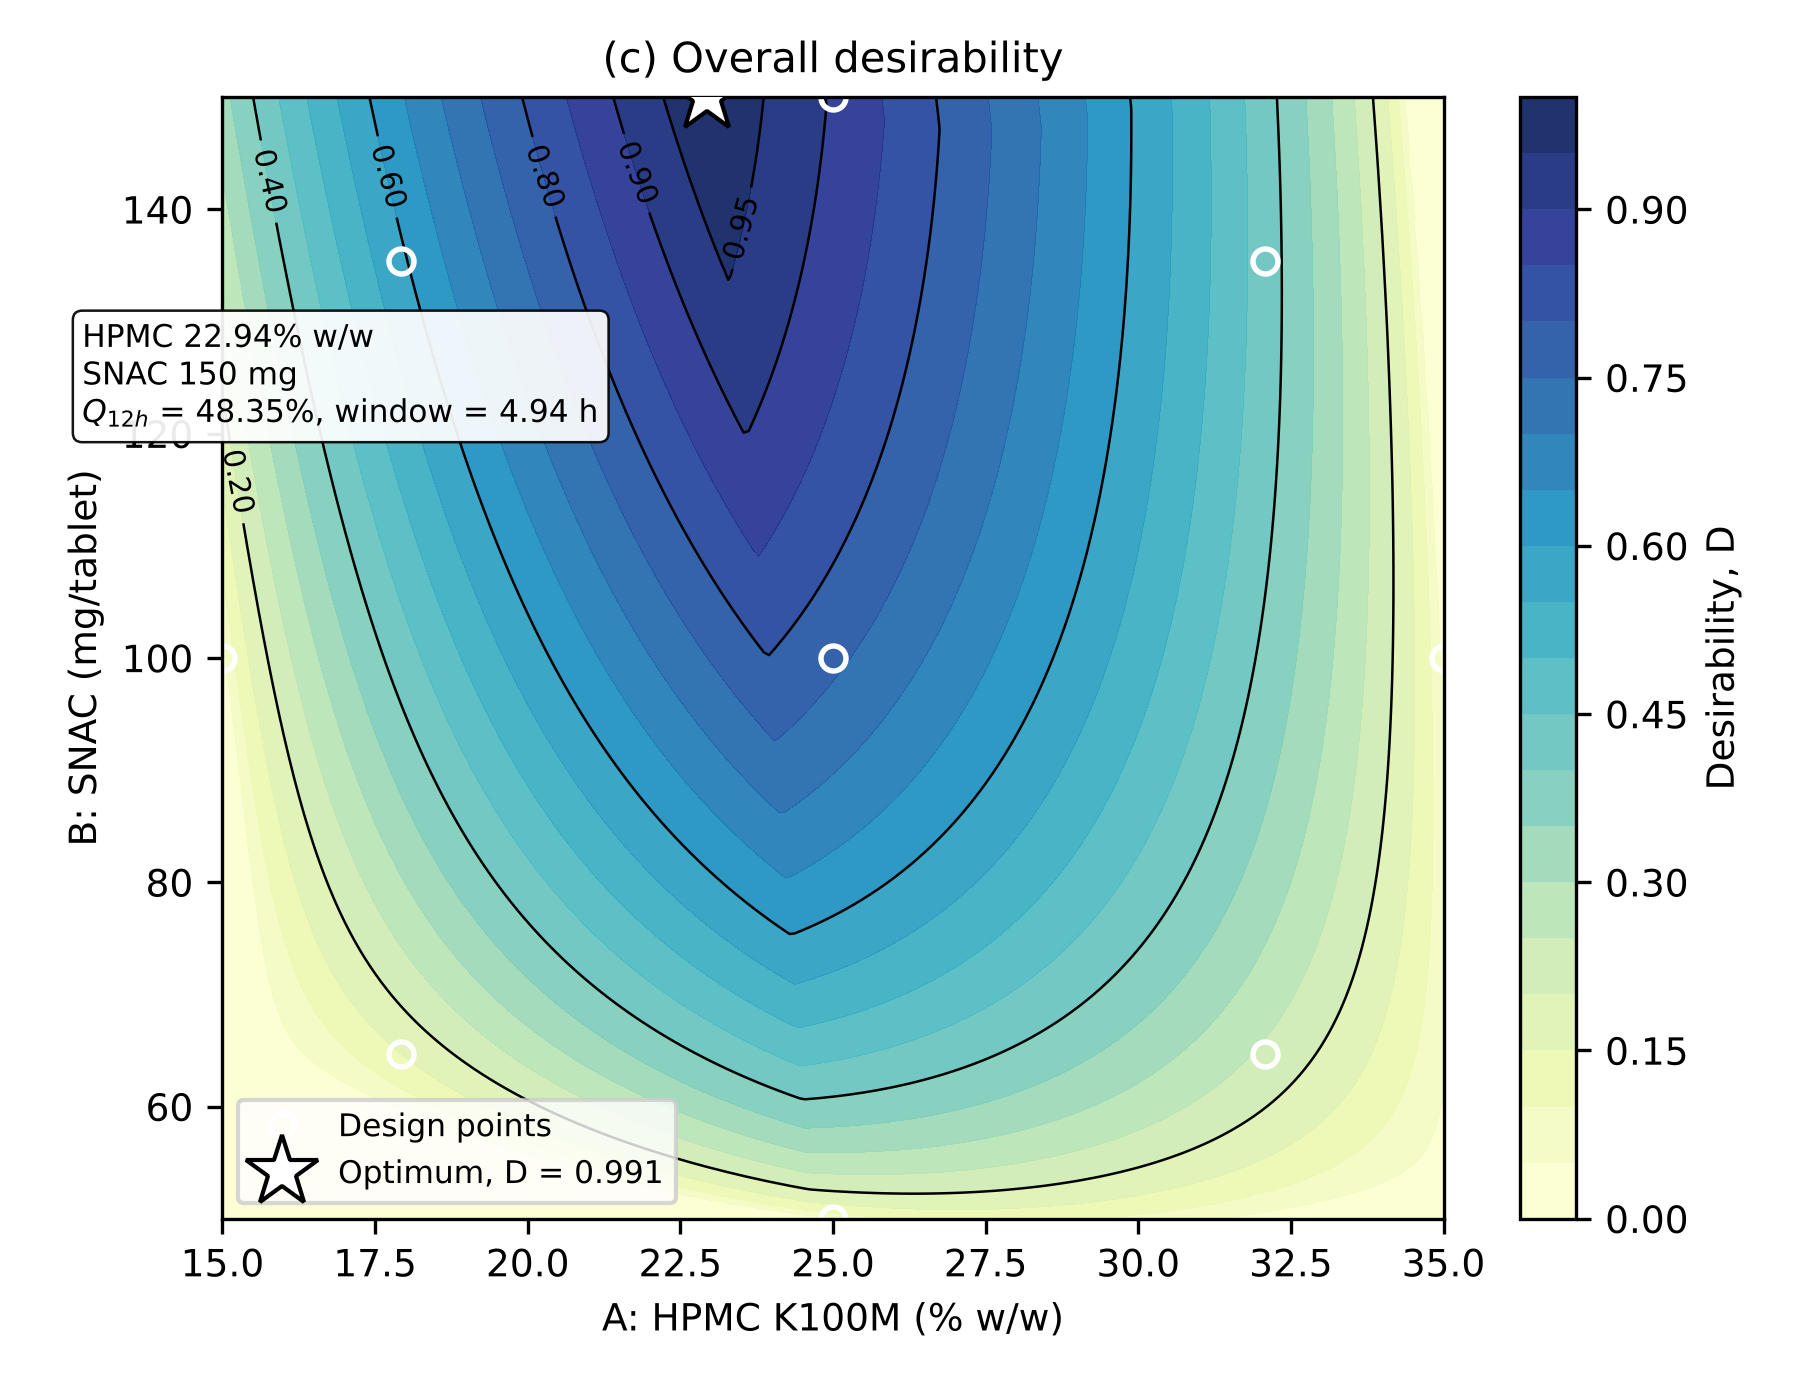 (c) Overall desirability
0.40
0.60
0.80
0.90
0.95
0.20
HPMC 22.94% w/w
SNAC 150 mg
Q12h = 48.35%, window = 4.94 h
140
120
100
80
60
B: SNAC (mg/tablet)
Design points
Optimum, D = 0.991
15.0 17.5 20.0 22.5 25.0 27.5 30.0 32.5 35.0
A: HPMC K100M (% w/w)
0.90
0.75
0.60
0.45
0.30
0.15
0.00
Desirability, D